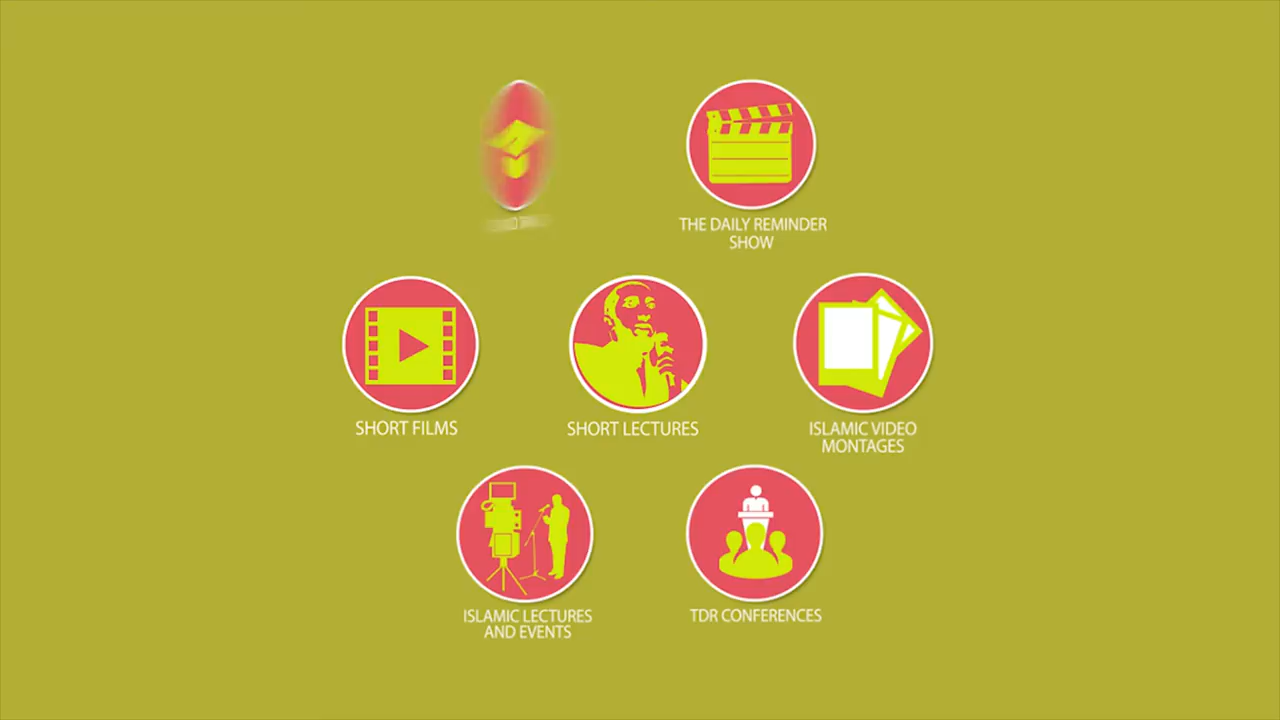 THE DAILY REMINDER
SHOW
SHORT FILMS
SHORT LECTURES
ISLAMIC VIDEO
MONTAGES
ISLAMIC LECTURES
AND EVENTS
TDR CONFERENCES